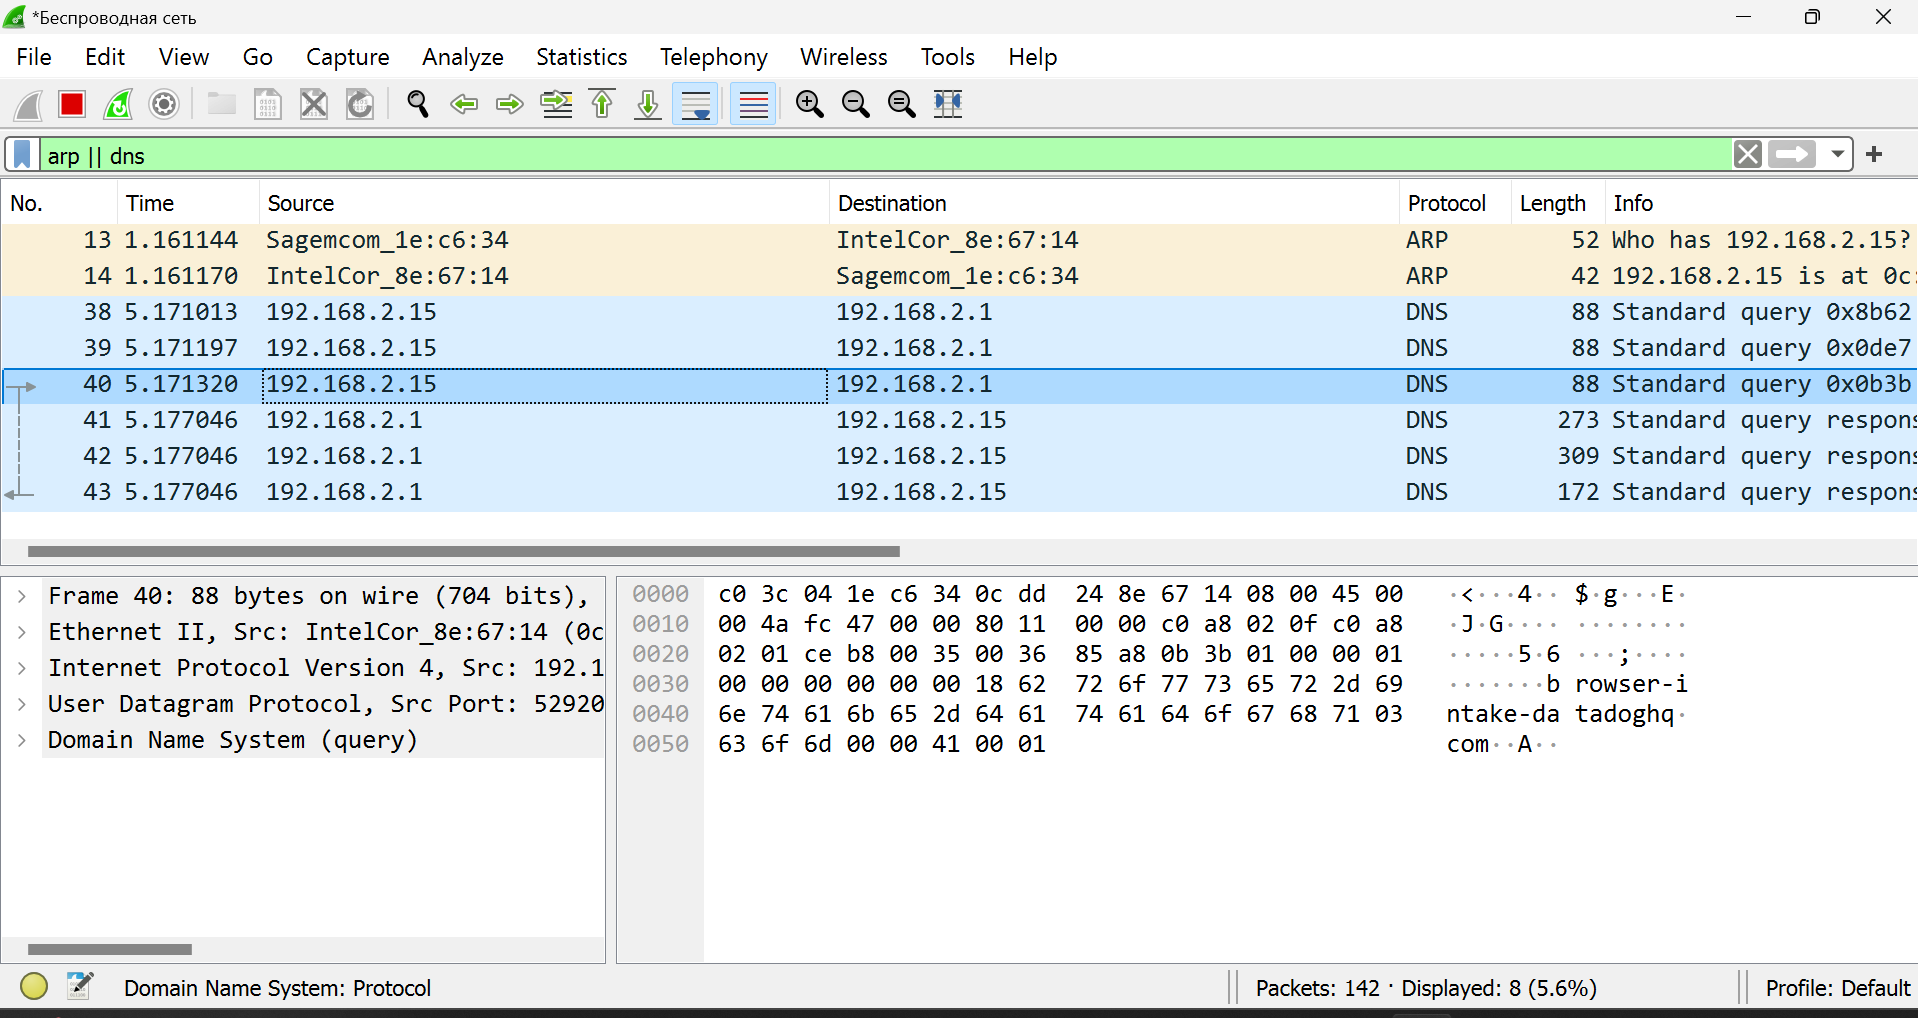 *Беспроводная сеть
File Edit View Go Capture Analyze Statistics Telephony Wireless Tools Help
arp || dns
No. Time Source Destination Protocol Length Info
13 1.161144 Sagemcom_1e:c6:34 IntelCor_8e:67:14 ARP 52 Who has 192.168.2.15?
14 1.161170 IntelCor_8e:67:14 Sagemcom_1e:c6:34 ARP 42 192.168.2.15 is at 0c:
38 5.171013 192.168.2.15 192.168.2.1 DNS 88 Standard query 0x8b62
39 5.171197 192.168.2.15 192.168.2.1 DNS 88 Standard query 0x0de7
40 5.171320 192.168.2.15 192.168.2.1 DNS 88 Standard query 0x0b3b
41 5.177046 192.168.2.1 192.168.2.15 DNS 273 Standard query respons
42 5.177046 192.168.2.1 192.168.2.15 DNS 309 Standard query respons
43 5.177046 192.168.2.1 192.168.2.15 DNS 172 Standard query respons
Frame 40: 88 bytes on wire (704 bits),
Ethernet II, Src: IntelCor_8e:67:14 (0c
Internet Protocol Version 4, Src: 192.1
User Datagram Protocol, Src Port: 52920
Domain Name System (query)
0000 c0 3c 04 1e c6 34 0c dd 24 8e 67 14 08 00 45 00 ·<···4·· $·g···E·
0010 00 4a fc 47 00 00 80 11 00 00 c0 a8 02 0f c0 a8 ·J·G···· ········
0020 02 01 ce b8 00 35 00 36 85 a8 0b 3b 01 00 00 01 ·····5·6 ···;····
0030 00 00 00 00 00 00 18 62 72 6f 77 73 65 72 2d 69 ·······b rowser-i
0040 6e 74 61 6b 65 2d 64 61 74 61 64 6f 67 68 71 03 ntake-da tadoghq·
0050 63 6f 6d 00 00 41 00 01 com··A··
Domain Name System: Protocol
Packets: 142 · Displayed: 8 (5.6%)
Profile: Default